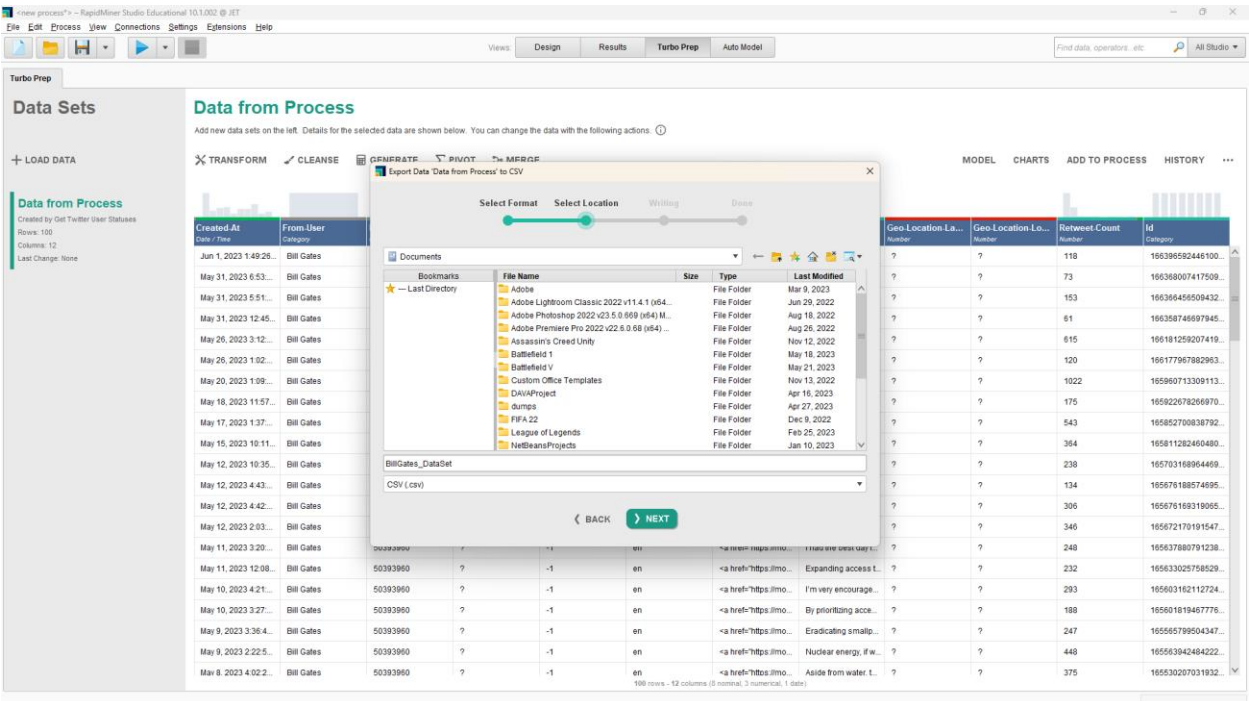 <new process*> – RapidMiner Studio Educational 10.1.002 @ JET
File Edit Process View Connections Settings Extensions Help
Views: Design Results Turbo Prep Auto Model Find data, operators...etc All Studio
Turbo Prep
Data Sets
Data from Process
Add new data sets on the left. Details for the selected data are shown below. You can change the data with the following actions.
+ LOAD DATA TRANSFORM CLEANSE GENERATE PIVOT MERGE MODEL CHARTS ADD TO PROCESS HISTORY ...
Data from Process
Created by Get Twitter User Statuses
Rows: 100
Columns: 12
Last Change: None
Export Data 'Data from Process' to CSV
Select Format Select Location Writing Done
Documents
Bookmarks File Name Size Type Last Modified
— Last Directory
Adobe File Folder Mar 9, 2023
Adobe Lightroom Classic 2022 v11.4.1 (x64... File Folder Jun 29, 2022
Adobe Photoshop 2022 v23.5.0.669 (x64) M... File Folder Aug 18, 2022
Adobe Premiere Pro 2022 v22.6.0.68 (x64) ... File Folder Aug 26, 2022
Assassin's Creed Unity File Folder Nov 12, 2022
Battlefield 1 File Folder May 18, 2023
Battlefield V File Folder May 21, 2023
Custom Office Templates File Folder Nov 13, 2022
DAVAProject File Folder Apr 16, 2023
dumps File Folder Apr 27, 2023
FIFA 22 File Folder Dec 9, 2022
League of Legends File Folder Feb 25, 2023
NetBeansProjects File Folder Jan 10, 2023
BillGates_DataSet
CSV (.csv)
BACK NEXT
Created-At From-User Geo-Location-La... Geo-Location-Lo... Retweet-Count Id
Date / Time Category Number Number Number Category
Jun 1, 2023 1:49:26... Bill Gates ? ? 118 166396592446100...
May 31, 2023 6:53:... Bill Gates ? ? 73 166368007417509...
May 31, 2023 5:51:... Bill Gates ? ? 153 166366456509432...
May 31, 2023 12:45... Bill Gates ? ? 61 166358746697945...
May 26, 2023 3:12:... Bill Gates ? ? 615 166181259207419...
May 26, 2023 1:02:... Bill Gates ? ? 120 166177967882963...
May 20, 2023 1:09:... Bill Gates ? ? 1022 165960713309113...
May 18, 2023 11:57... Bill Gates ? ? 175 165922678266970...
May 17, 2023 1:37:... Bill Gates ? ? 543 165852700838792...
May 15, 2023 10:11... Bill Gates ? ? 364 165811282460480...
May 12, 2023 10:35... Bill Gates ? ? 238 165703168964469...
May 12, 2023 4:43:... Bill Gates ? ? 134 165676188574695...
May 12, 2023 4:42:... Bill Gates ? ? 306 165676169319065...
May 12, 2023 2:03:... Bill Gates ? ? 346 165672170191547...
May 11, 2023 3:20:... Bill Gates 50393960 ? -1 en <a href="https://mo... I had the best day t... ? ? 248 165637880791238...
May 11, 2023 12:08... Bill Gates 50393960 ? -1 en <a href="https://mo... Expanding access t... ? ? 232 165633025758529...
May 10, 2023 4:21:... Bill Gates 50393960 ? -1 en <a href="https://mo... I'm very encourage... ? ? 293 165603162112724...
May 10, 2023 3:27:... Bill Gates 50393960 ? -1 en <a href="https://mo... By prioritizing acce... ? ? 188 165601819467776...
May 9, 2023 3:36:4... Bill Gates 50393960 ? -1 en <a href="https://mo... Eradicating smallp... ? ? 247 165565799504347...
May 9, 2023 2:22:5... Bill Gates 50393960 ? -1 en <a href="https://mo... Nuclear energy, if w... ? ? 448 165563942484222...
May 8, 2023 4:02:2... Bill Gates 50393960 ? -1 en <a href="https://mo... Aside from water, t... ? ? 375 165530207031932...
100 rows - 12 columns (8 nominal, 3 numerical, 1 date)